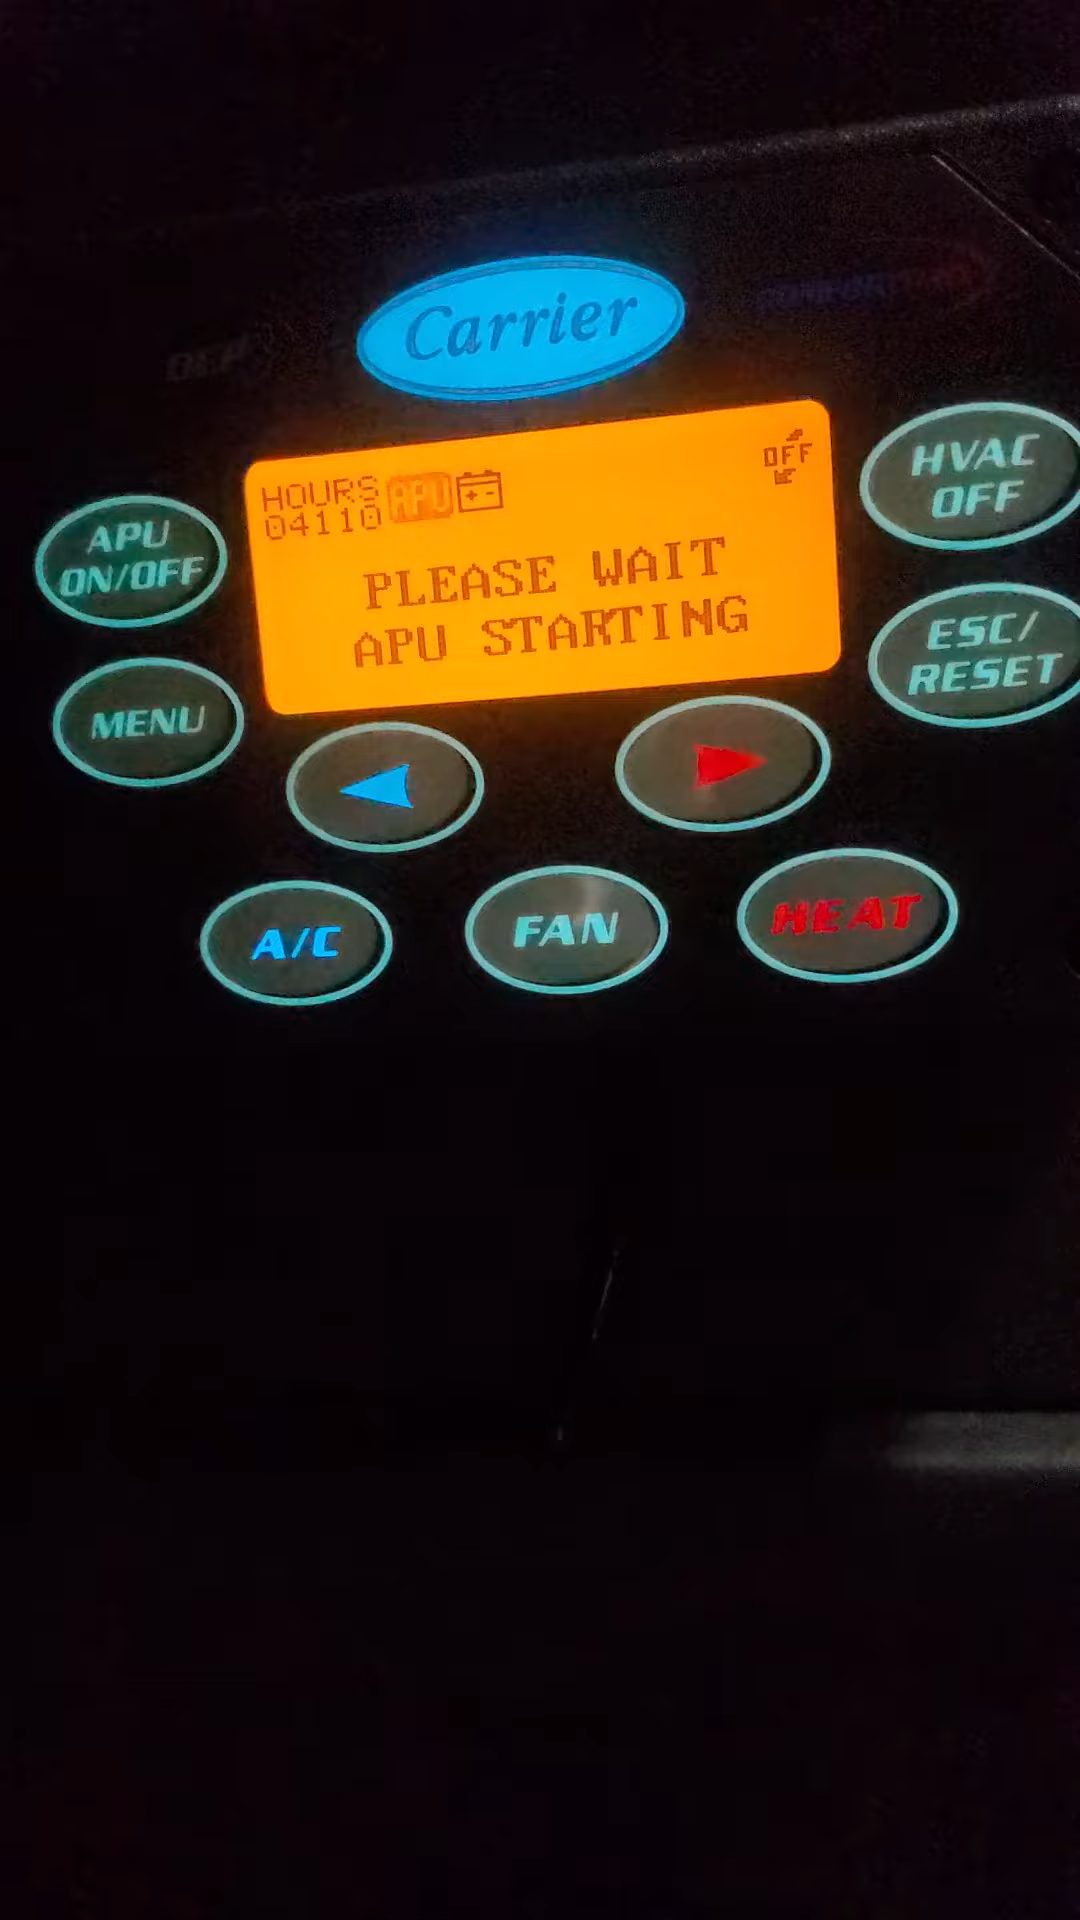 Carrier
HOURS APU
04110
OFF
PLEASE WAIT
APU STARTING
APU
ON/OFF
MENU
HVAC
OFF
ESC/
RESET
A/C
FAN
HEAT